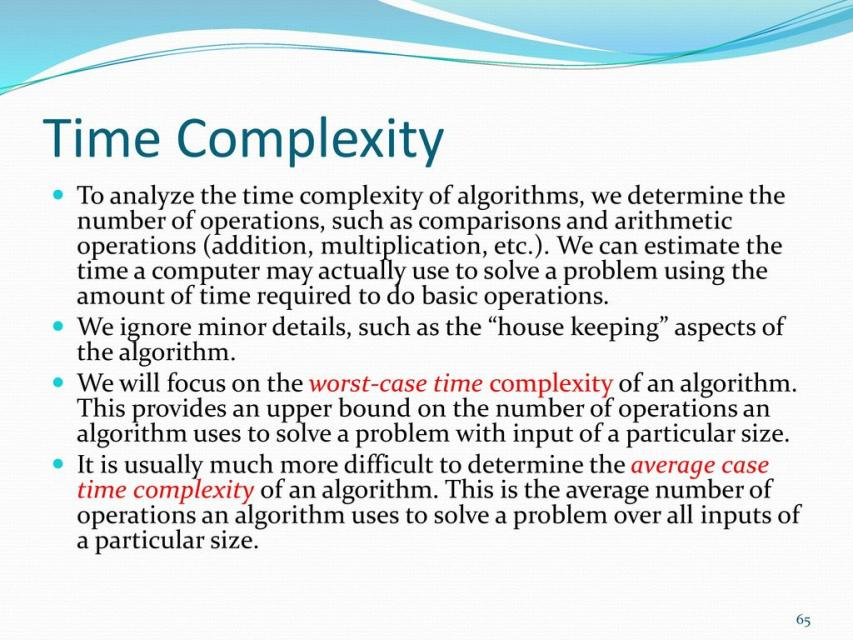 Time Complexity
• To analyze the time complexity of algorithms, we determine the
number of operations, such as comparisons and arithmetic
operations (addition, multiplication, etc.). We can estimate the
time a computer may actually use to solve a problem using the
amount of time required to do basic operations.
• We ignore minor details, such as the “house keeping” aspects of
the algorithm.
• We will focus on the worst-case time complexity of an algorithm.
This provides an upper bound on the number of operations an
algorithm uses to solve a problem with input of a particular size.
• It is usually much more difficult to determine the average case
time complexity of an algorithm. This is the average number of
operations an algorithm uses to solve a problem over all inputs of
a particular size.
65